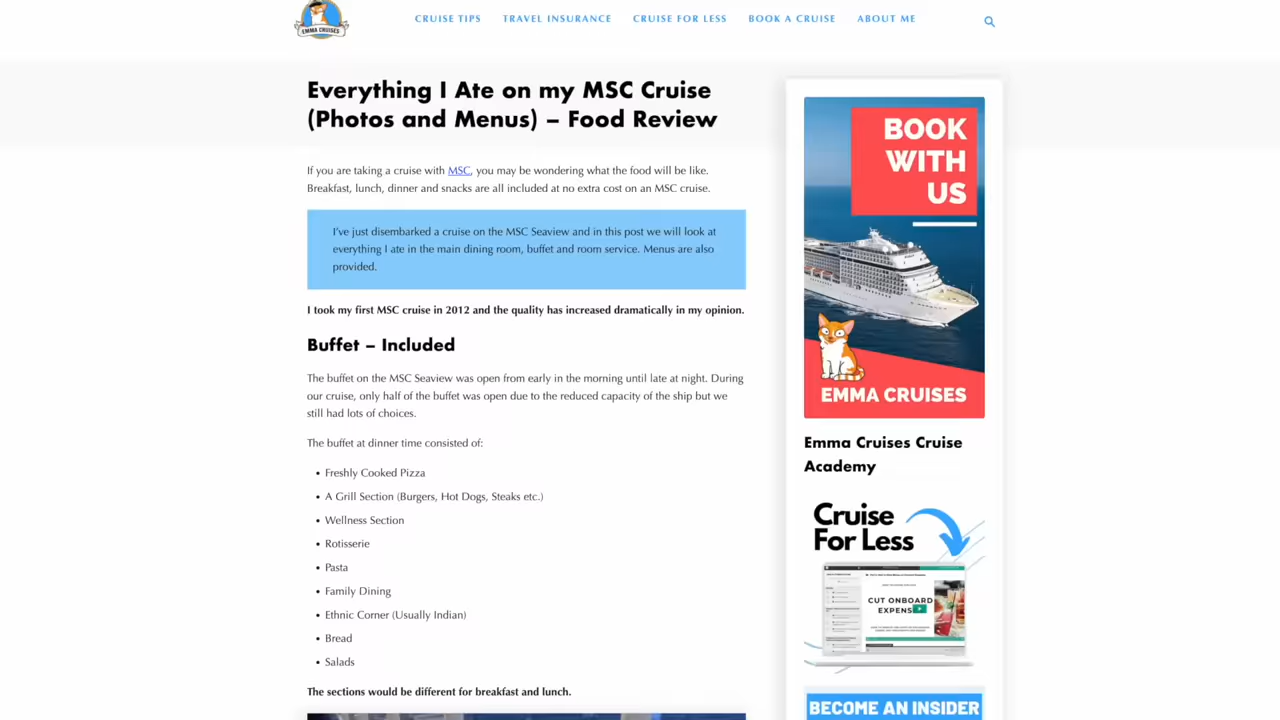 EMMA CRUISES
CRUISE TIPS TRAVEL INSURANCE CRUISE FOR LESS BOOK A CRUISE ABOUT ME
Everything I Ate on my MSC Cruise
(Photos and Menus) – Food Review
If you are taking a cruise with MSC, you may be wondering what the food will be like.
Breakfast, lunch, dinner and snacks are all included at no extra cost on an MSC cruise.
I've just disembarked a cruise on the MSC Seaview and in this post we will look at
everything I ate in the main dining room, buffet and room service. Menus are also
provided.
I took my first MSC cruise in 2012 and the quality has increased dramatically in my opinion.
Buffet – Included
The buffet on the MSC Seaview was open from early in the morning until late at night. During
our cruise, only half of the buffet was open due to the reduced capacity of the ship but we
still had lots of choices.
The buffet at dinner time consisted of:
• Freshly Cooked Pizza
• A Grill Section (Burgers, Hot Dogs, Steaks etc.)
• Wellness Section
• Rotisserie
• Pasta
• Family Dining
• Ethnic Corner (Usually Indian)
• Bread
• Salads
The sections would be different for breakfast and lunch.
BOOK
WITH
US
EMMA CRUISES
Emma Cruises Cruise
Academy
Cruise
For Less
CUT ONBOARD
EXPENS
BECOME AN INSIDER